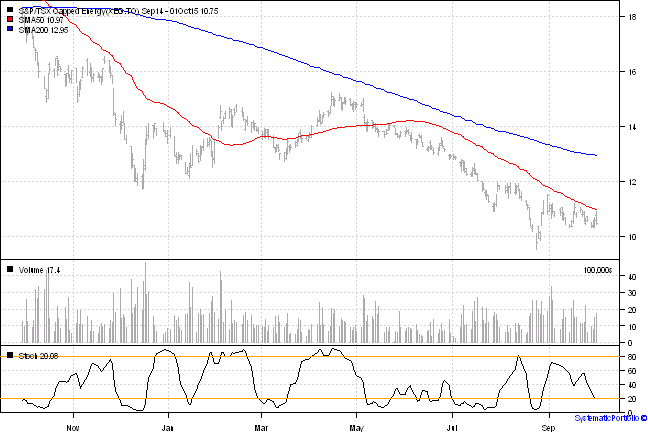 S&P/TSX Capped Energy(XEG.TO) Sep14 - 01Oct15 10.75
SMA50 10.97
SMA200 12.95
18
16
14
12
10
Volume 17.4
100,000s
40
30
20
10
0
Stoch 20.08
80
60
40
20
0
Nov Jan Mar May Jul Sep
SystematicPortfolio ©